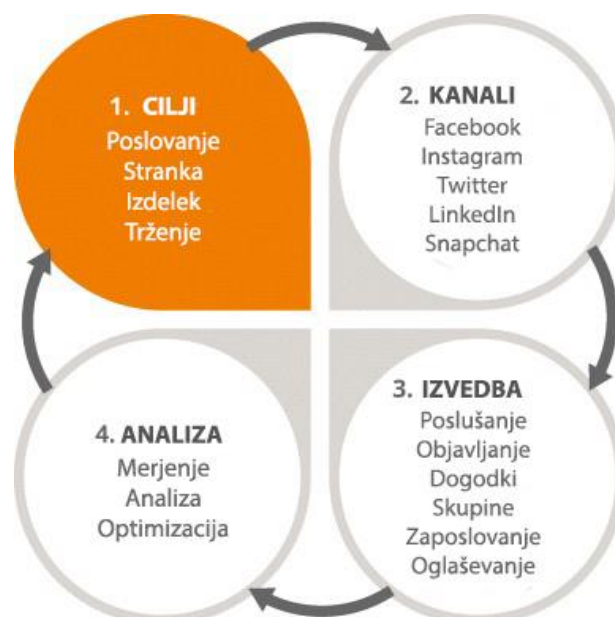 1. CILJI
Poslovanje
Stranka
Izdelek
Trženje
2. KANALI
Facebook
Instagram
Twitter
LinkedIn
Snapchat
3. IZVEDBA
Poslušanje
Objavljanje
Dogodki
Skupine
Zaposlovanje
Oglaševanje
4. ANALIZA
Merjenje
Analiza
Optimizacija